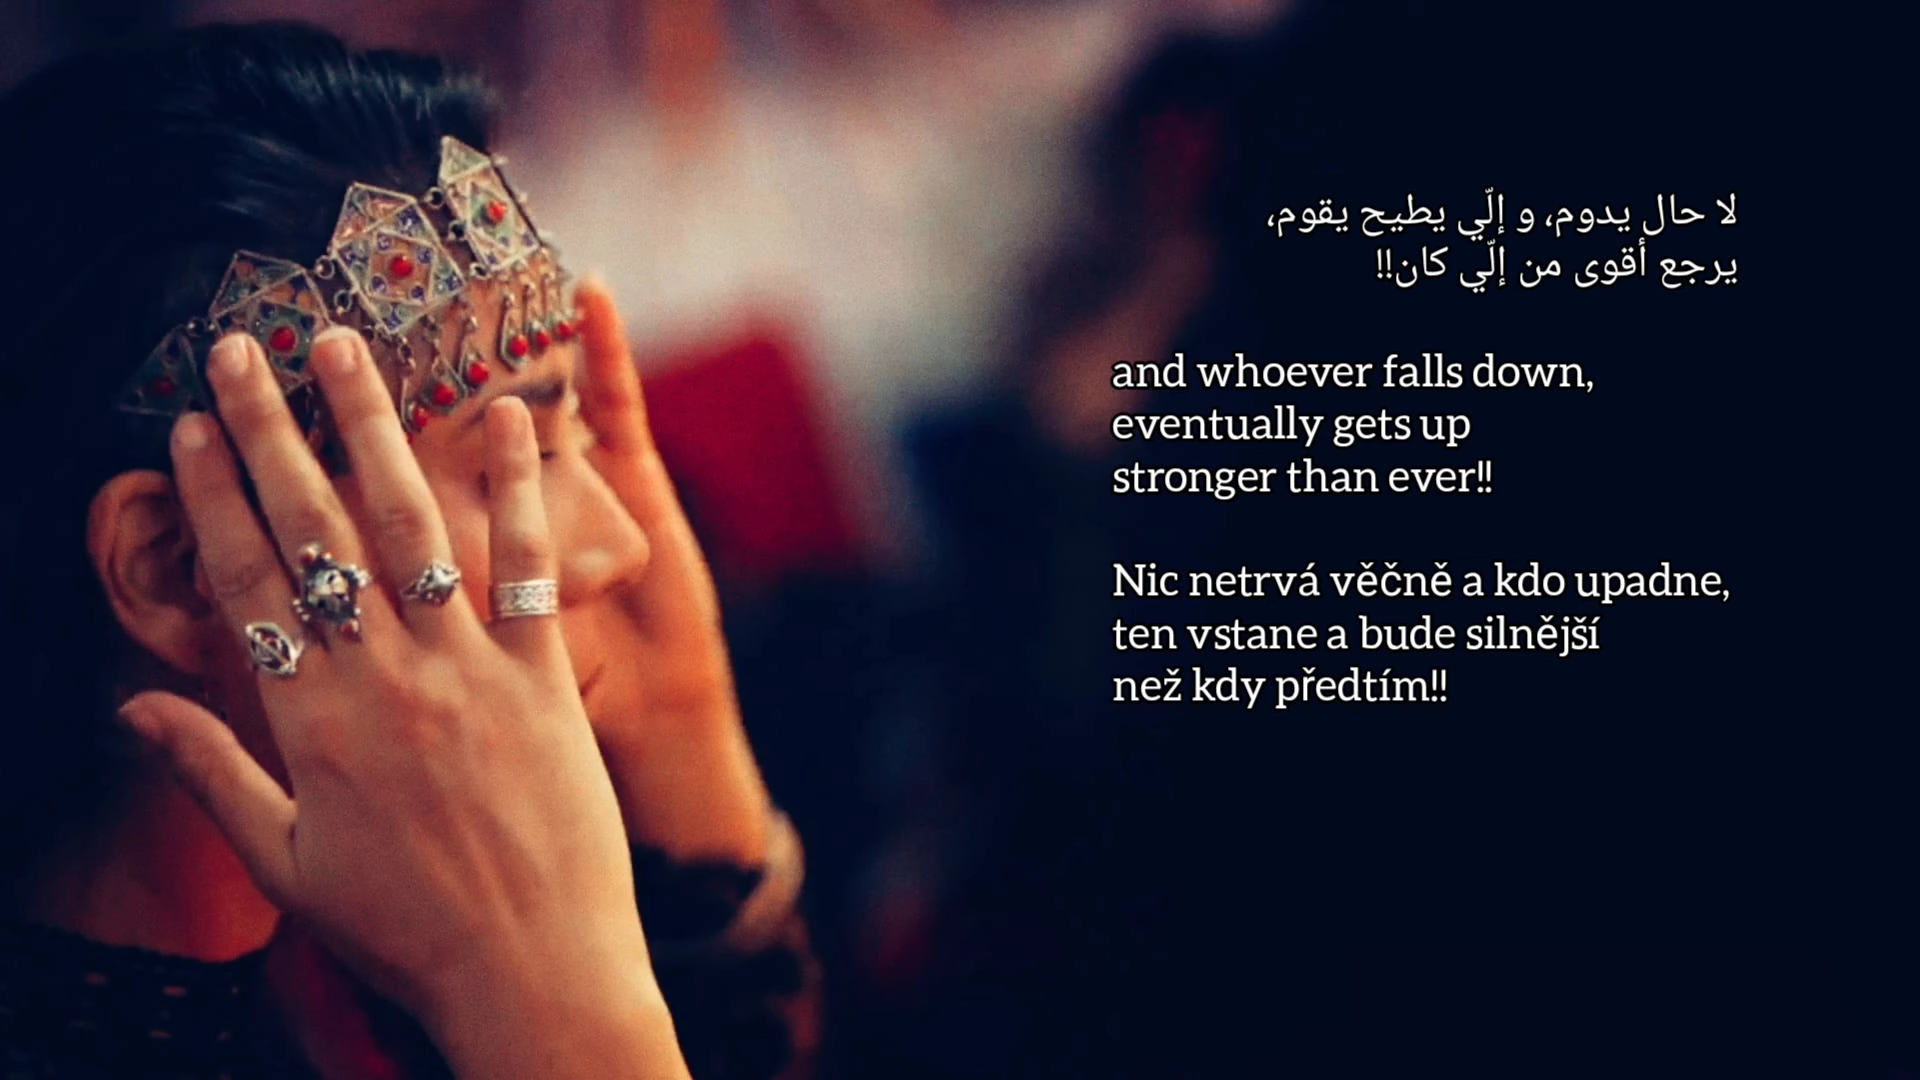 لا حال يدوم، و إلّي يطيح يقوم،
يرجع أقوى من إلّي كان!!
and whoever falls down,
eventually gets up
stronger than ever!!
Nic netrvá věčně a kdo upadne,
ten vstane a bude silnější
než kdy předtím!!